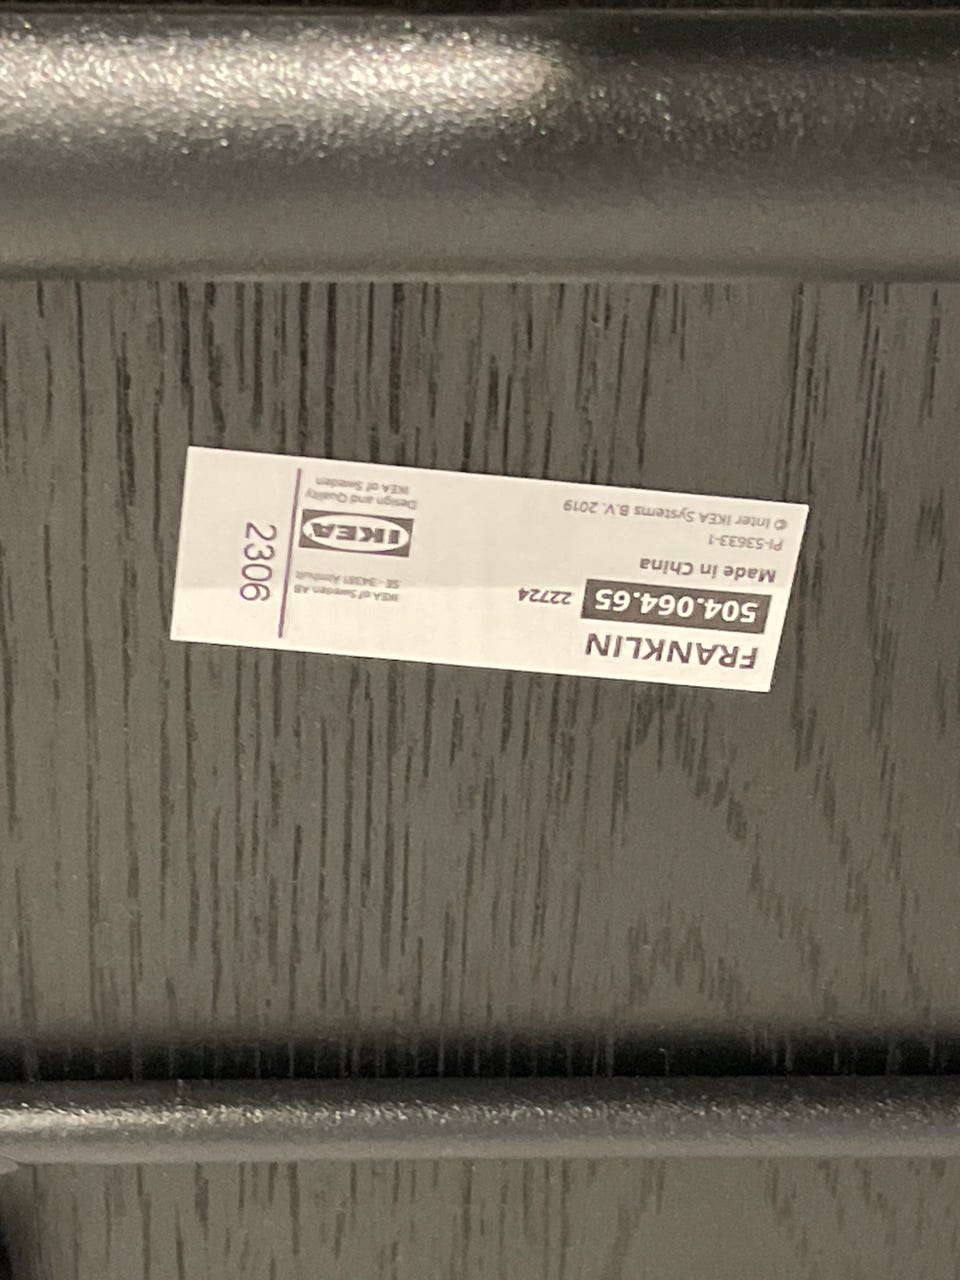 FRANKLIN
504.064.65 22724
Made in China
PI-53633-1
© Inter IKEA Systems B.V. 2019
IKEA of Sweden AB
SE-34381 Älmhult
IKEA
Design and Quality
IKEA of Sweden
2306